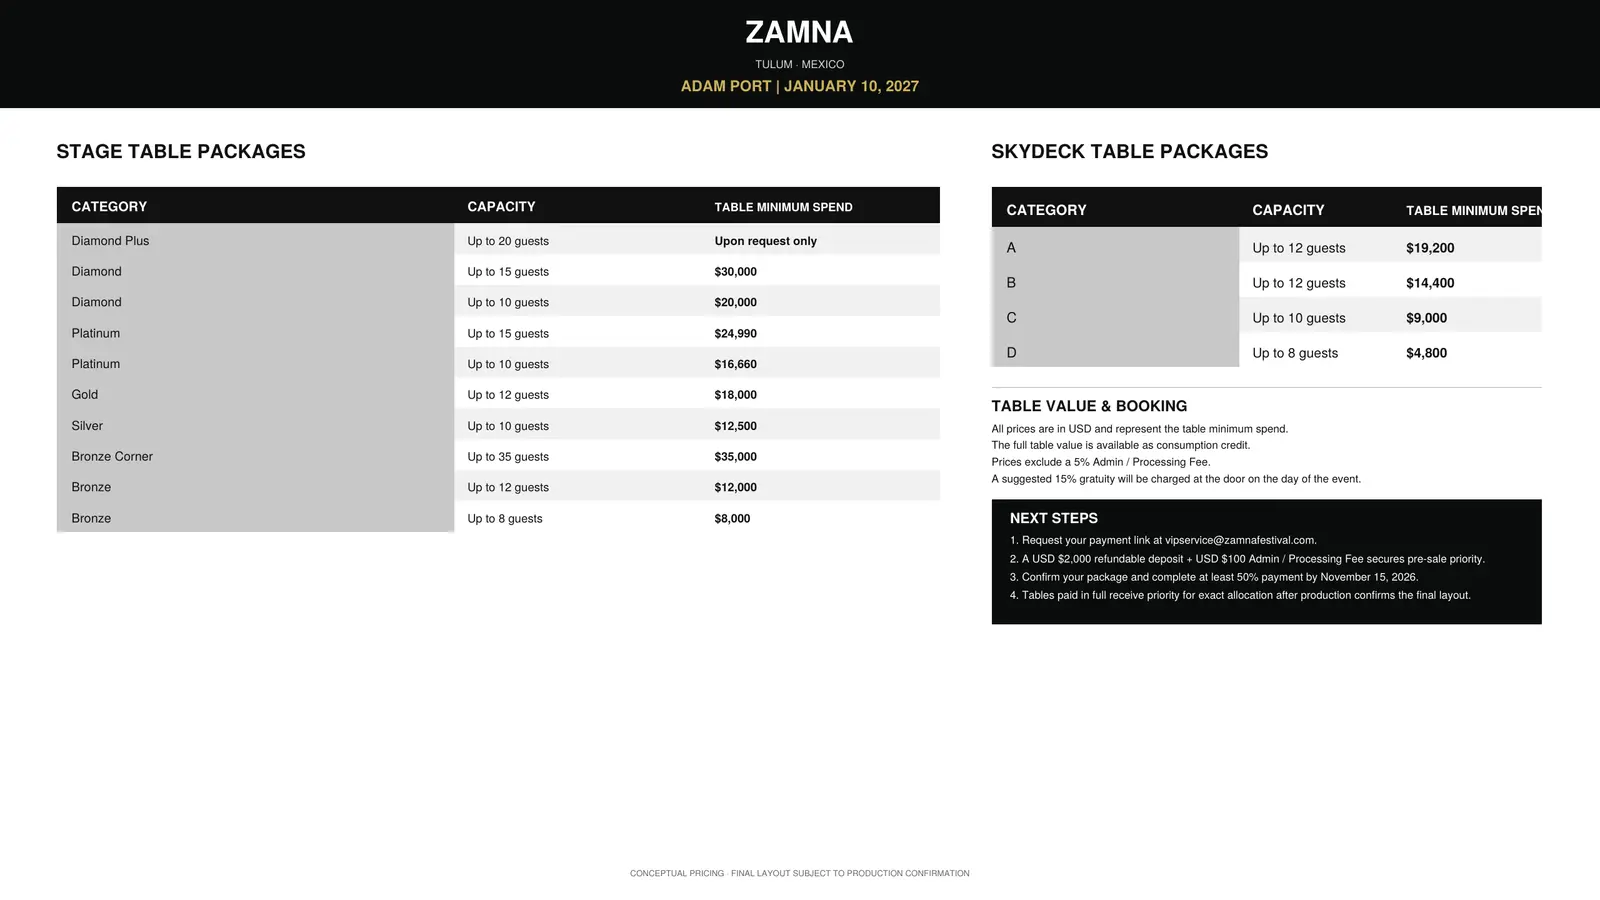 ZAMNA
TULUM · MEXICO
ADAM PORT | JANUARY 10, 2027
STAGE TABLE PACKAGES
CATEGORY CAPACITY TABLE MINIMUM SPEND
Diamond Plus Up to 20 guests Upon request only
Diamond Up to 15 guests $30,000
Diamond Up to 10 guests $20,000
Platinum Up to 15 guests $24,990
Platinum Up to 10 guests $16,660
Gold Up to 12 guests $18,000
Silver Up to 10 guests $12,500
Bronze Corner Up to 35 guests $35,000
Bronze Up to 12 guests $12,000
Bronze Up to 8 guests $8,000
SKYDECK TABLE PACKAGES
CATEGORY CAPACITY TABLE MINIMUM SPEN
A Up to 12 guests $19,200
B Up to 12 guests $14,400
C Up to 10 guests $9,000
D Up to 8 guests $4,800
TABLE VALUE & BOOKING
All prices are in USD and represent the table minimum spend.
The full table value is available as consumption credit.
Prices exclude a 5% Admin / Processing Fee.
A suggested 15% gratuity will be charged at the door on the day of the event.
NEXT STEPS
1. Request your payment link at vipservice@zamnafestival.com.
2. A USD $2,000 refundable deposit + USD $100 Admin / Processing Fee secures pre-sale priority.
3. Confirm your package and complete at least 50% payment by November 15, 2026.
4. Tables paid in full receive priority for exact allocation after production confirms the final layout.
CONCEPTUAL PRICING · FINAL LAYOUT SUBJECT TO PRODUCTION CONFIRMATION